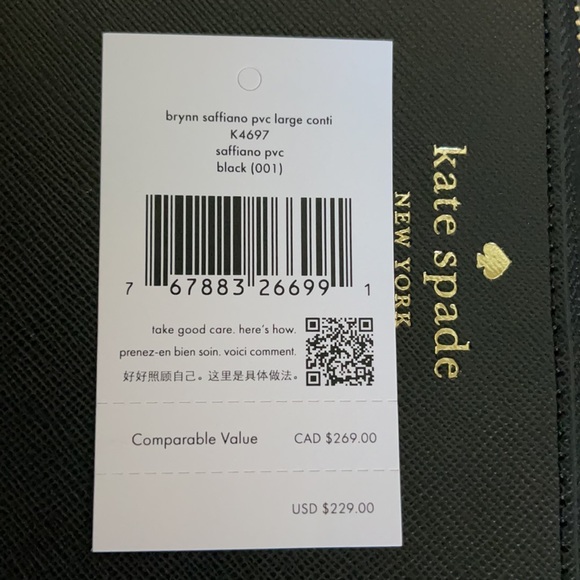 brynn saffiano pvc large conti
K4697
saffiano pvc
black (001)
7 67883 26699 1
take good care. here's how.
prenez-en bien soin. voici comment.
好好照顾自己。这里是具体做法。
Comparable Value CAD $269.00
USD $229.00
kate spade
NEW YORK